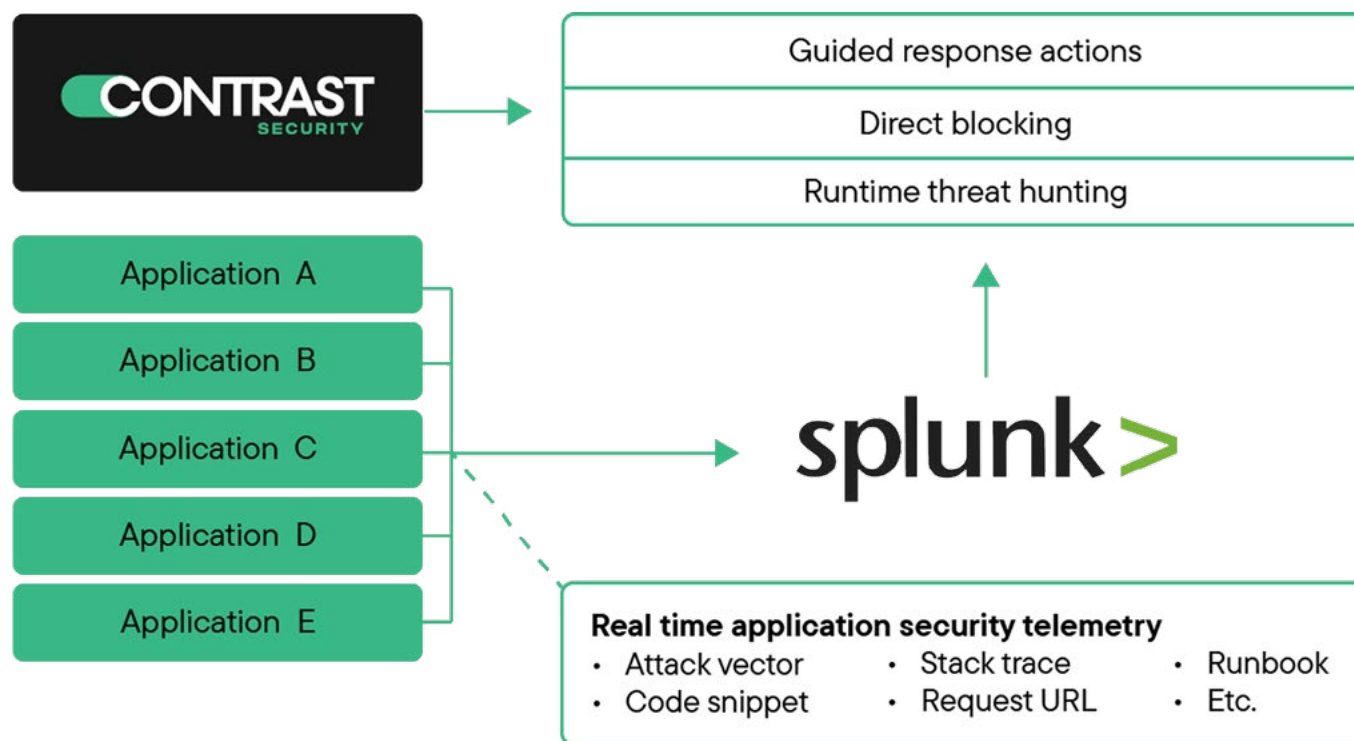 CONTRAST
SECURITY
Guided response actions
Direct blocking
Runtime threat hunting
Application A
Application B
Application C
Application D
Application E
splunk>
Real time application security telemetry
• Attack vector • Stack trace • Runbook
• Code snippet • Request URL • Etc.